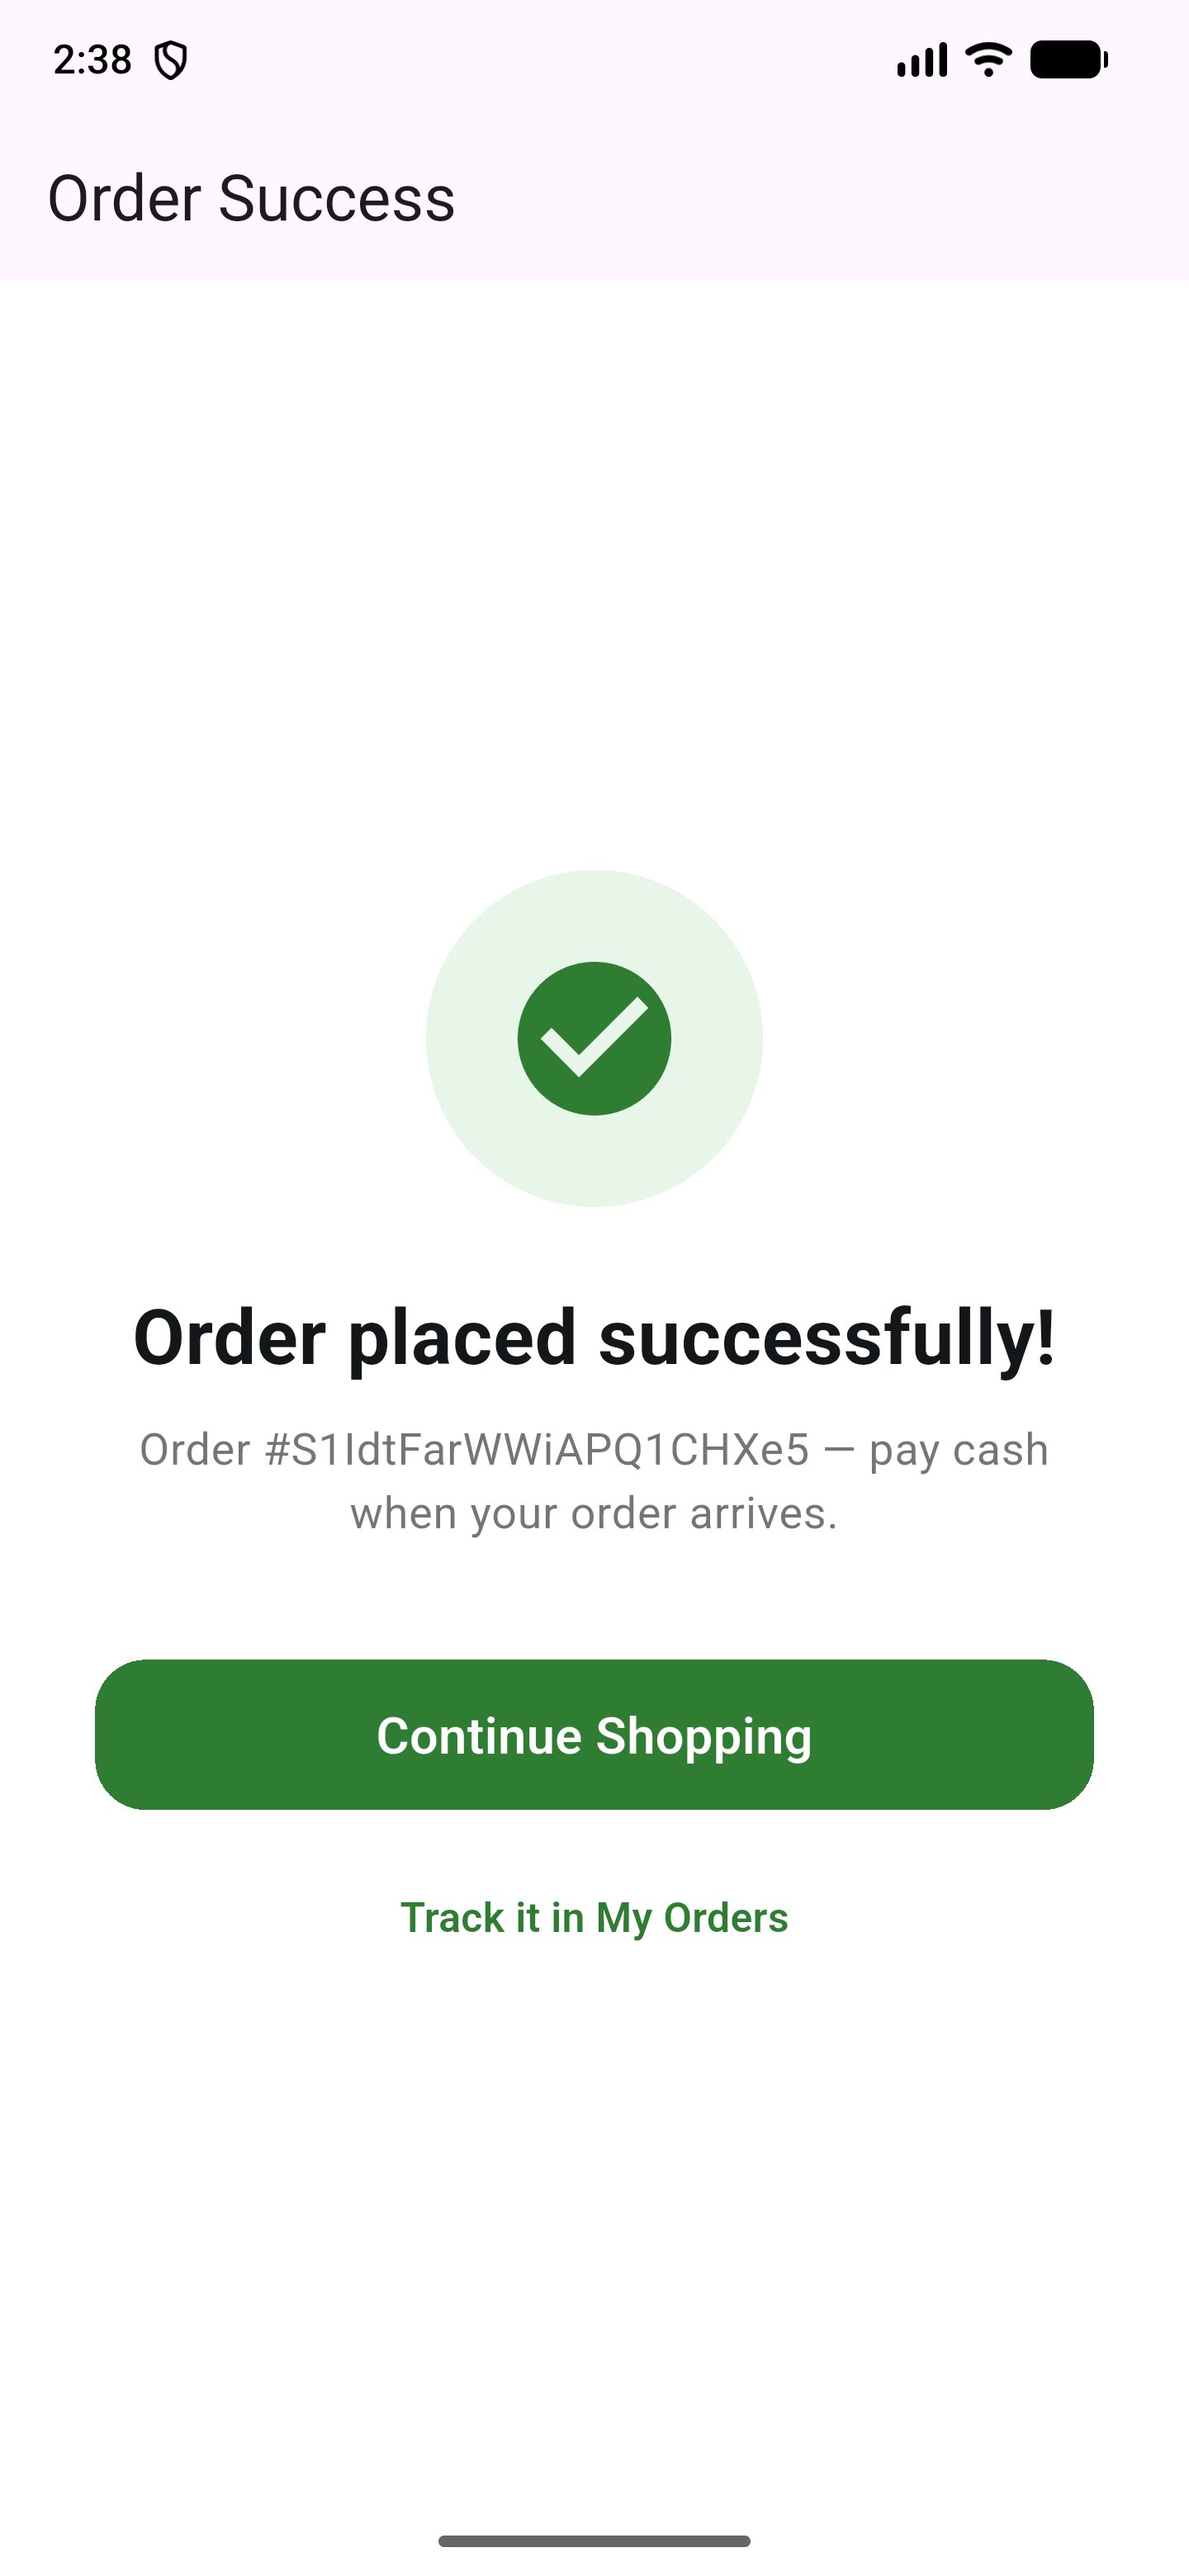 2:38
Order Success
Order placed successfully!
Order #S1IdtFarWWiAPQ1CHXe5 — pay cash
when your order arrives.
Continue Shopping
Track it in My Orders